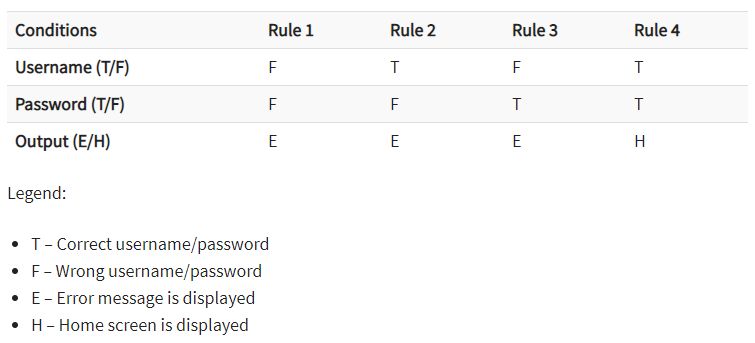 Conditions Rule 1 Rule 2 Rule 3 Rule 4
Username (T/F) F T F T
Password (T/F) F F T T
Output (E/H) E E E H
Legend:
• T – Correct username/password
• F – Wrong username/password
• E – Error message is displayed
• H – Home screen is displayed